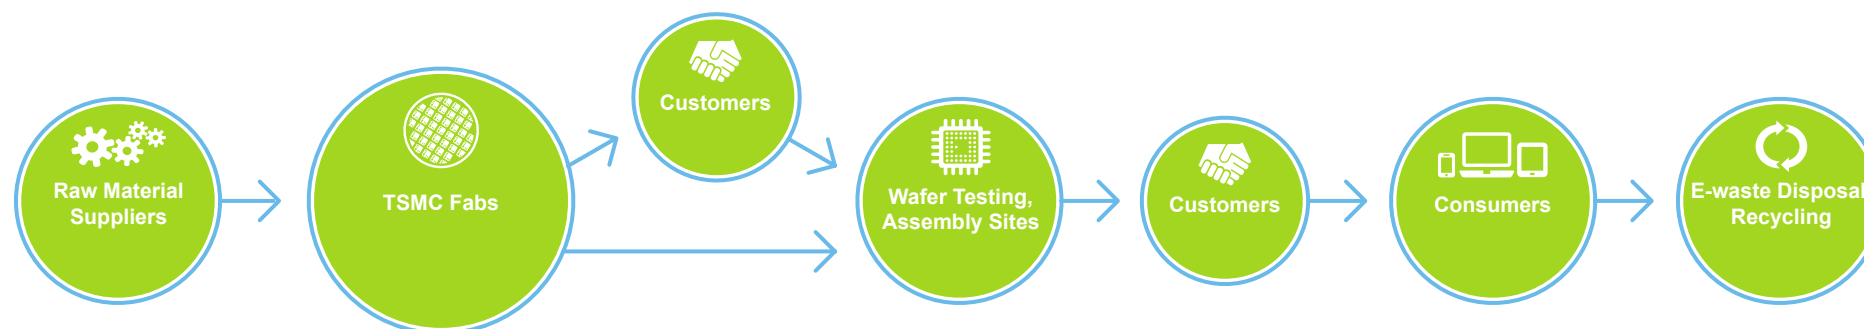 Raw Material
Suppliers
TSMC Fabs
Customers
Wafer Testing,
Assembly Sites
Customers
Consumers
E-waste Disposal
Recycling